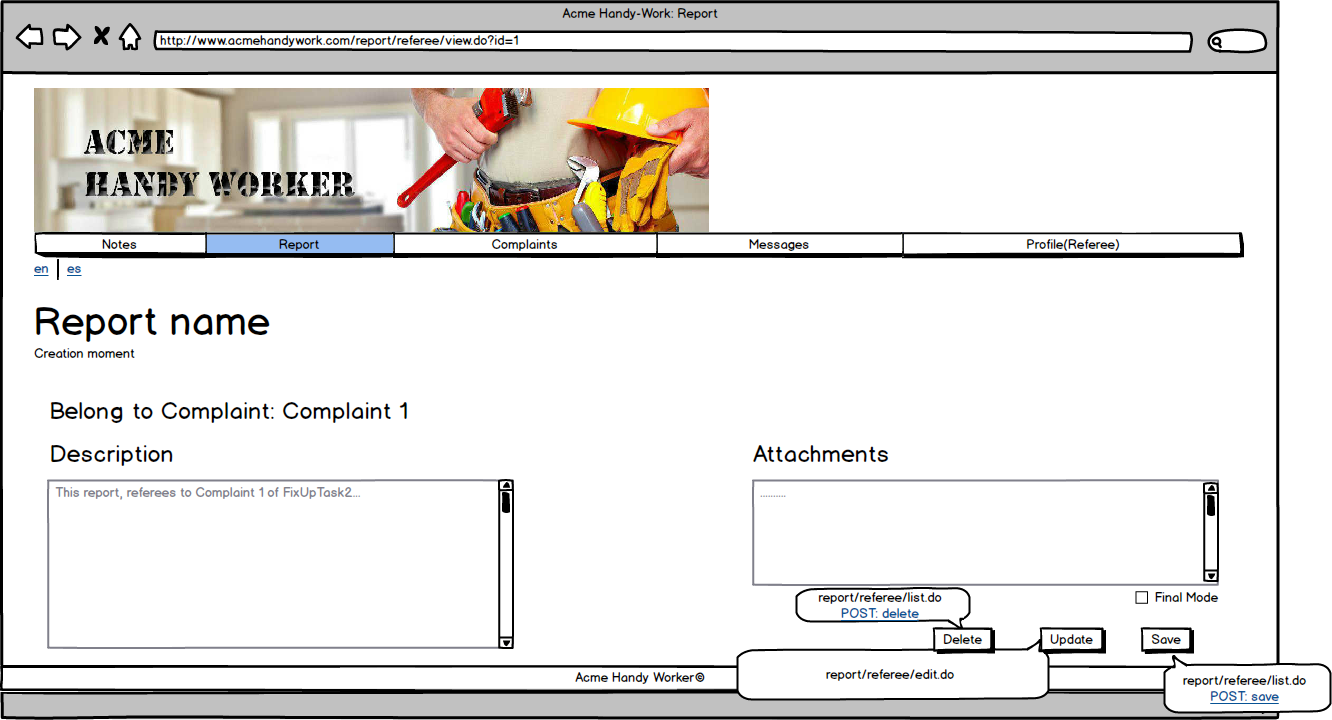 Acme Handy-Work: Report
http://www.acmehandywork.com/report/referee/view.do?id=1
ACME
HANDY WORKER
Notes Report Complaints Messages Profile(Referee)
en es
Report name
Creation moment
Belong to Complaint: Complaint 1
Description
This report, referees to Complaint 1 of FixUpTask2...
Attachments
..........
Final Mode
report/referee/list.do
POST: delete
Delete Update Save
report/referee/edit.do
report/referee/list.do
POST: save
Acme Handy Worker©